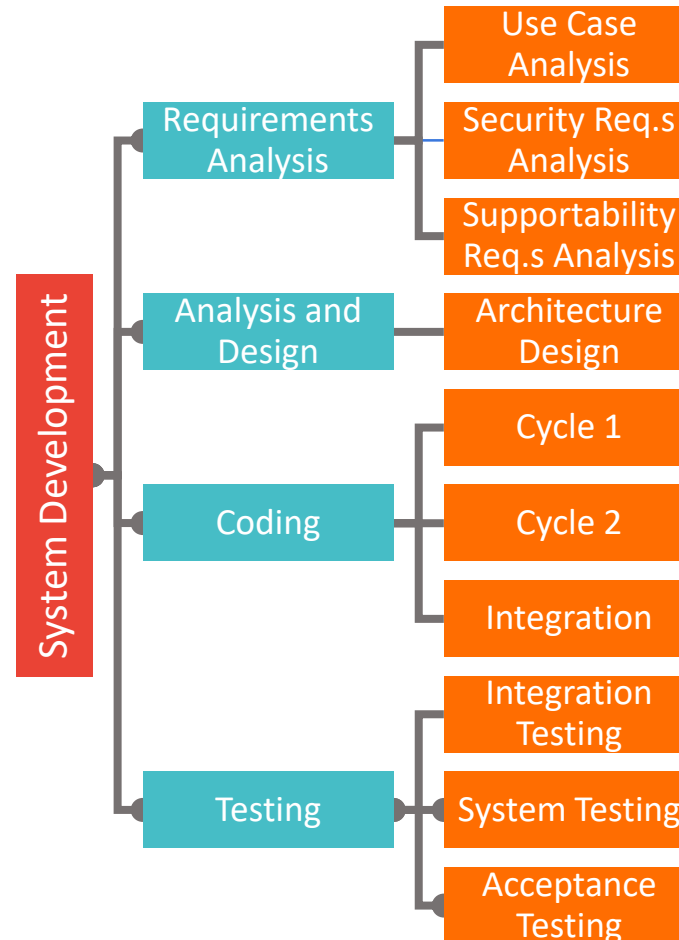 System Development
Requirements
Analysis
Use Case
Analysis
Security Req.s
Analysis
Supportability
Req.s Analysis
Analysis and
Design
Architecture
Design
Coding
Cycle 1
Cycle 2
Integration
Testing
Integration
Testing
System Testing
Acceptance
Testing